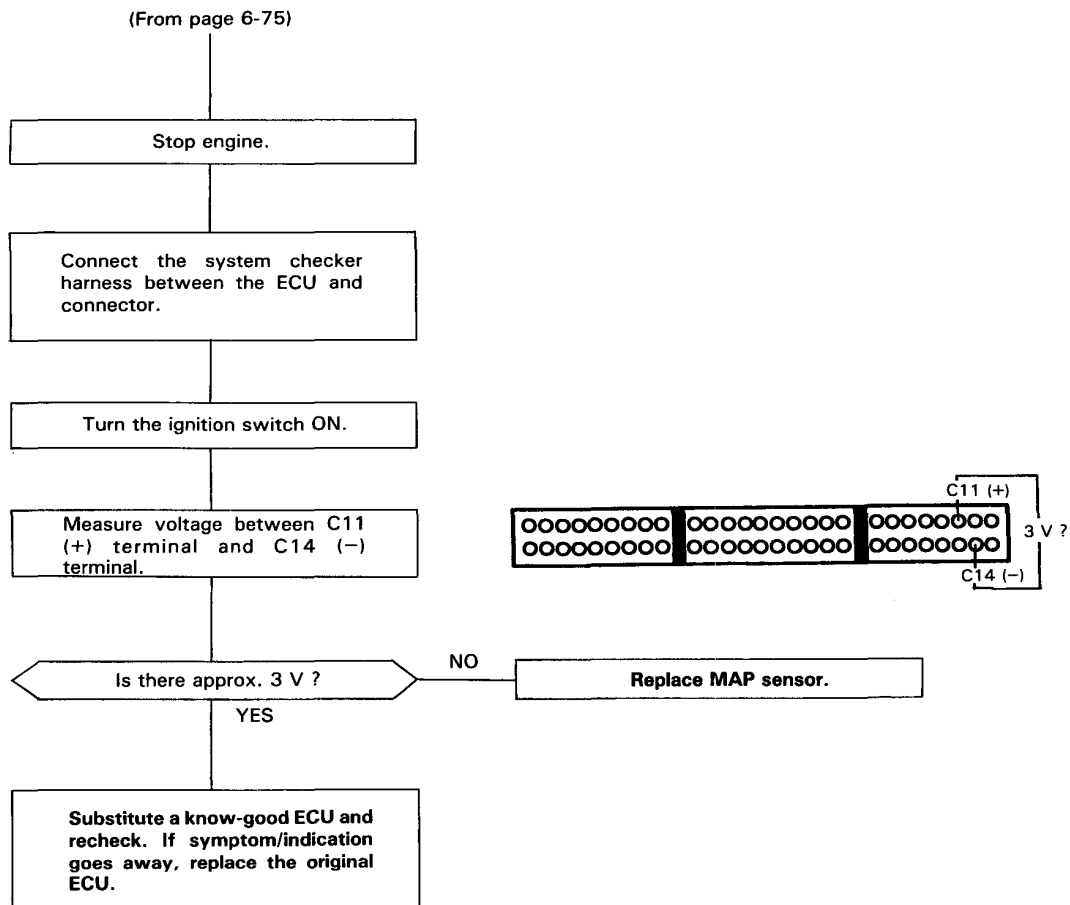 (From page 6-75)
Stop engine.
Connect the system checker
harness between the ECU and
connector.
Turn the ignition switch ON.
Measure voltage between C11
(+) terminal and C14 (−)
terminal.
C11 (+)
3 V ?
C14 (−)
Is there approx. 3 V ?
NO
Replace MAP sensor.
YES
Substitute a know-good ECU and
recheck. If symptom/indication
goes away, replace the original
ECU.